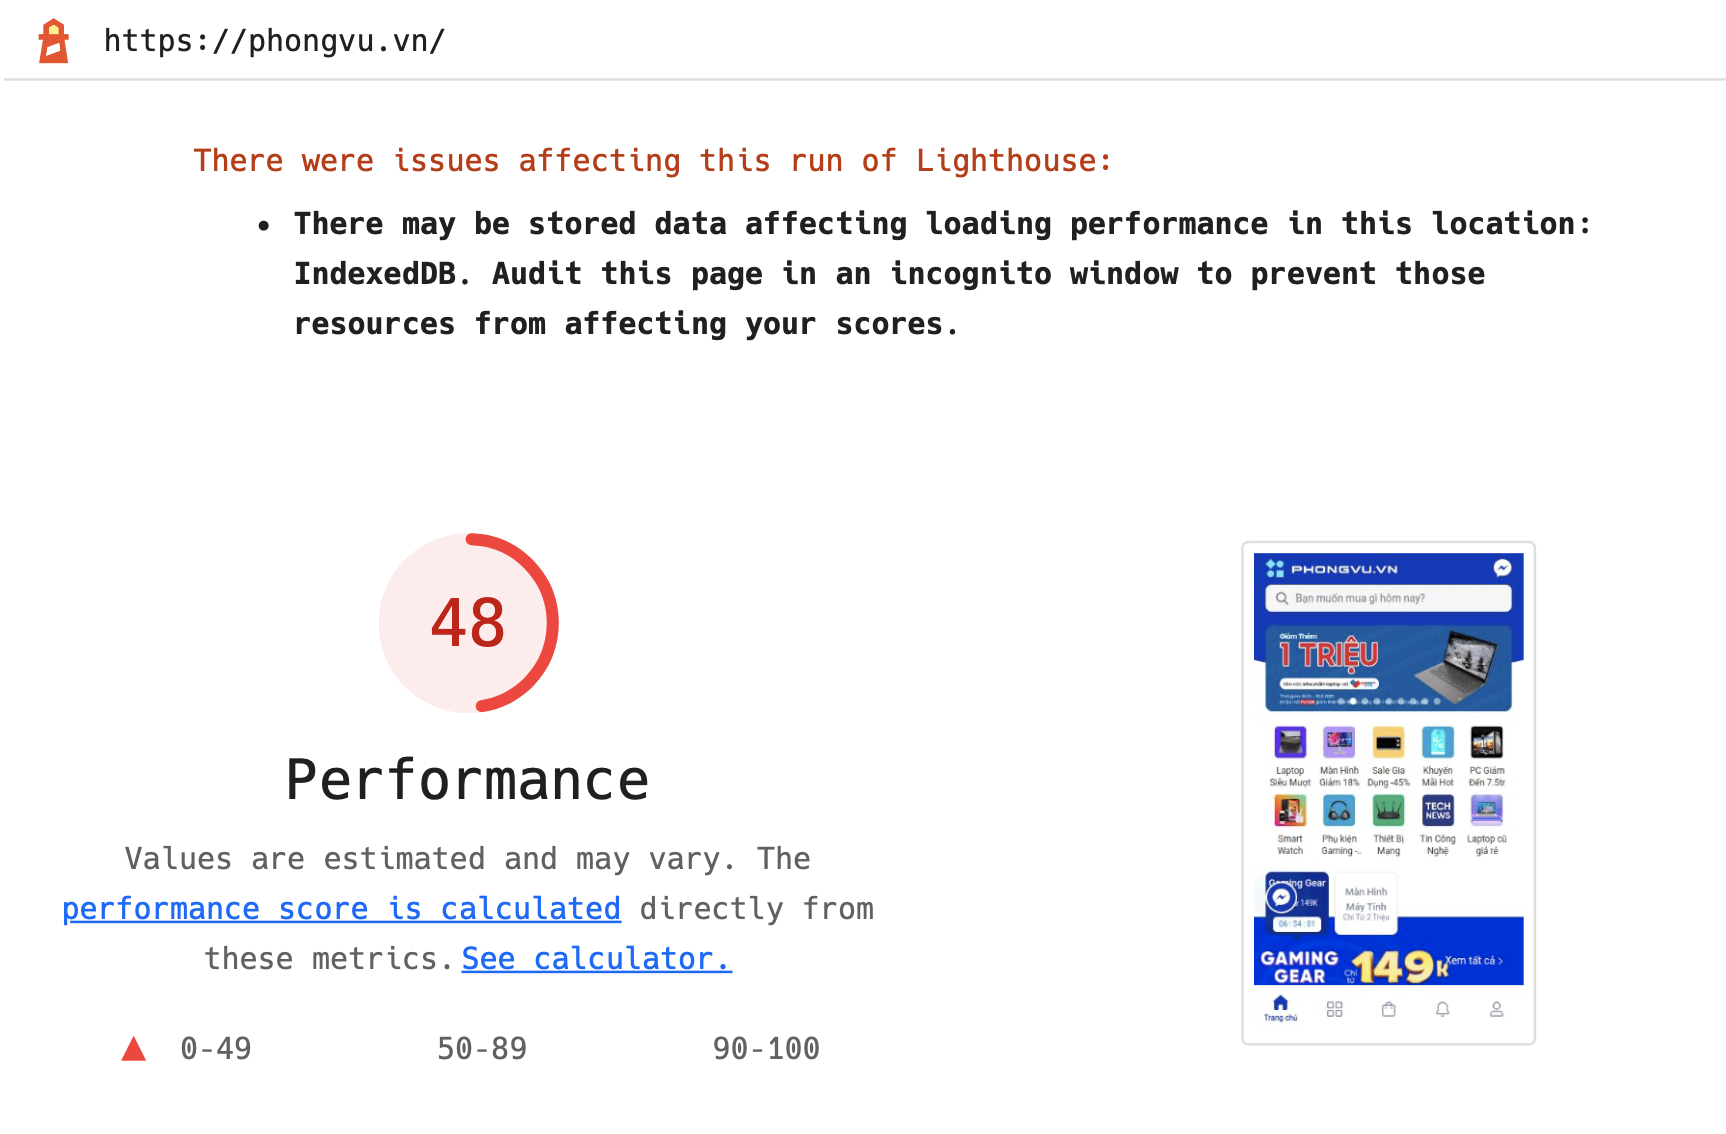 https://phongvu.vn/
There were issues affecting this run of Lighthouse:
• There may be stored data affecting loading performance in this location:
IndexedDB. Audit this page in an incognito window to prevent those
resources from affecting your scores.
48
Performance
Values are estimated and may vary. The
performance score is calculated directly from
these metrics. See calculator.
0-49
50-89
90-100
PHONGVU.VN
Bạn muốn mua gì hôm nay?
Giảm Thêm
1 TRIỆU
Laptop
Siêu Mượt
Màn Hình
Giảm 18%
Sale Gia
Dụng -45%
Khuyến
Mãi Hot
PC Giảm
Đến 7.5tr
TECH
NEWS
Smart
Watch
Phụ kiện
Gaming -..
Thiết Bị
Mạng
Tin Công
Nghệ
Laptop cũ
giá rẻ
Gear
149K
06 : 34 : 01
Màn Hình
Máy Tính
Chỉ Từ 2 Triệu
GAMING
GEAR
Chỉ
từ
149K
Xem tất cả >
Trang chủ